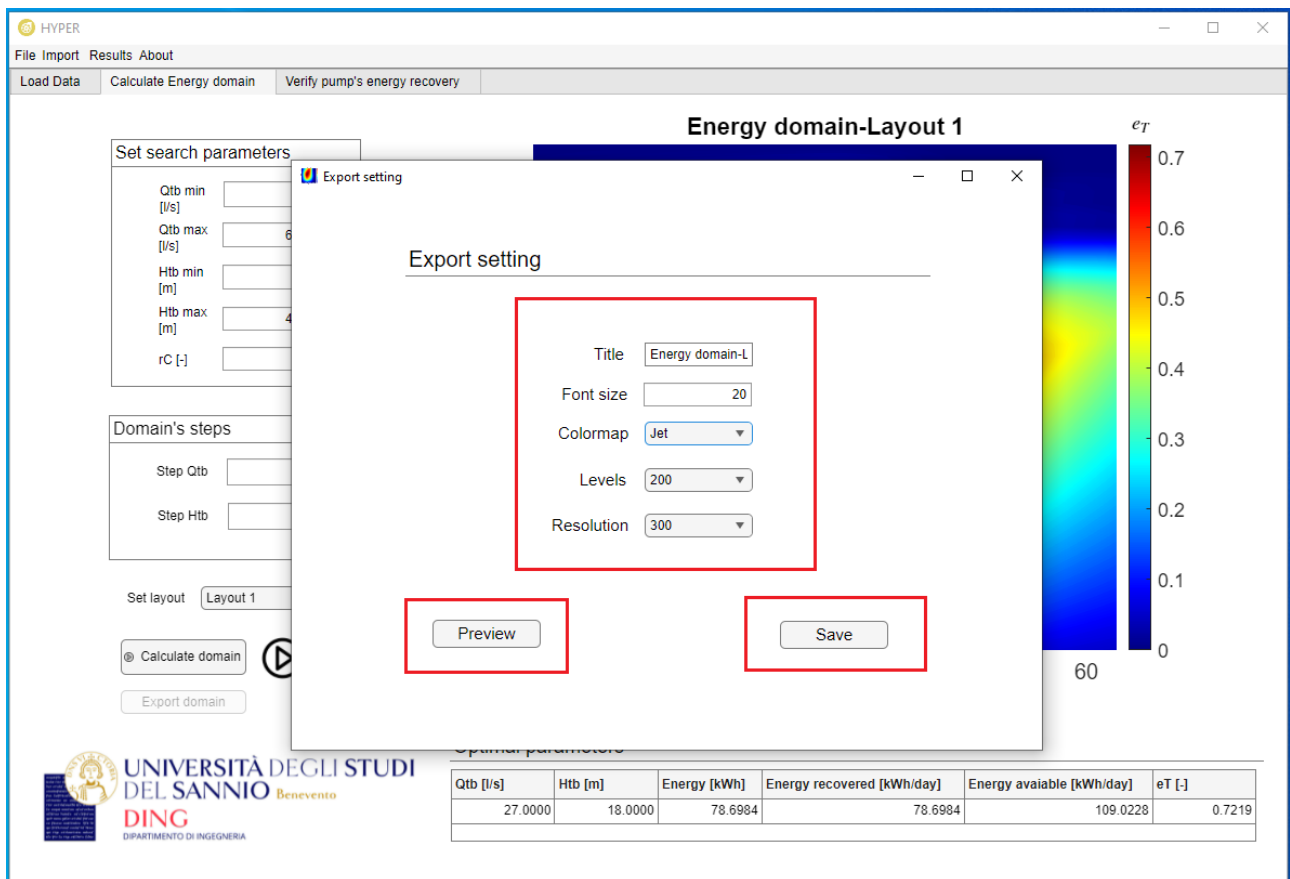 HYPER
File Import Results About
Load Data Calculate Energy domain Verify pump's energy recovery
Energy domain-Layout 1
eT
Set search parameters
Qtb min
[l/s]
Qtb max
[l/s]
6
Htb min
[m]
Htb max
[m]
4
rC [-]
Domain's steps
Step Qtb
Step Htb
Set layout Layout 1
Calculate domain
Export domain
Export setting
Export setting
Title Energy domain-L
Font size 20
Colormap Jet
Levels 200
Resolution 300
Preview Save
0.7
0.6
0.5
0.4
0.3
0.2
0.1
0
60
UNIVERSITÀ DEGLI STUDI
DEL SANNIO Benevento
DING
DIPARTIMENTO DI INGEGNERIA
Optimal parameters
Qtb [l/s] Htb [m] Energy [kWh] Energy recovered [kWh/day] Energy avaiable [kWh/day] eT [-]
27.0000 18.0000 78.6984 78.6984 109.0228 0.7219